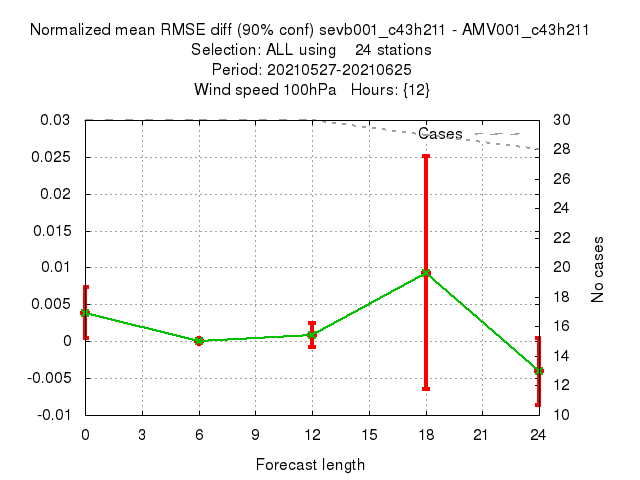 Normalized mean RMSE diff (90% conf) sevb001_c43h211 - AMV001_c43h211
Selection: ALL using 24 stations
Period: 20210527-20210625
Wind speed 100hPa Hours: {12}
0.03
0.025
0.02
0.015
0.01
0.005
0
-0.005
-0.01
Cases
30
28
26
24
22
20
18
16
14
12
10
No cases
0 3 6 9 12 15 18 21 24
Forecast length